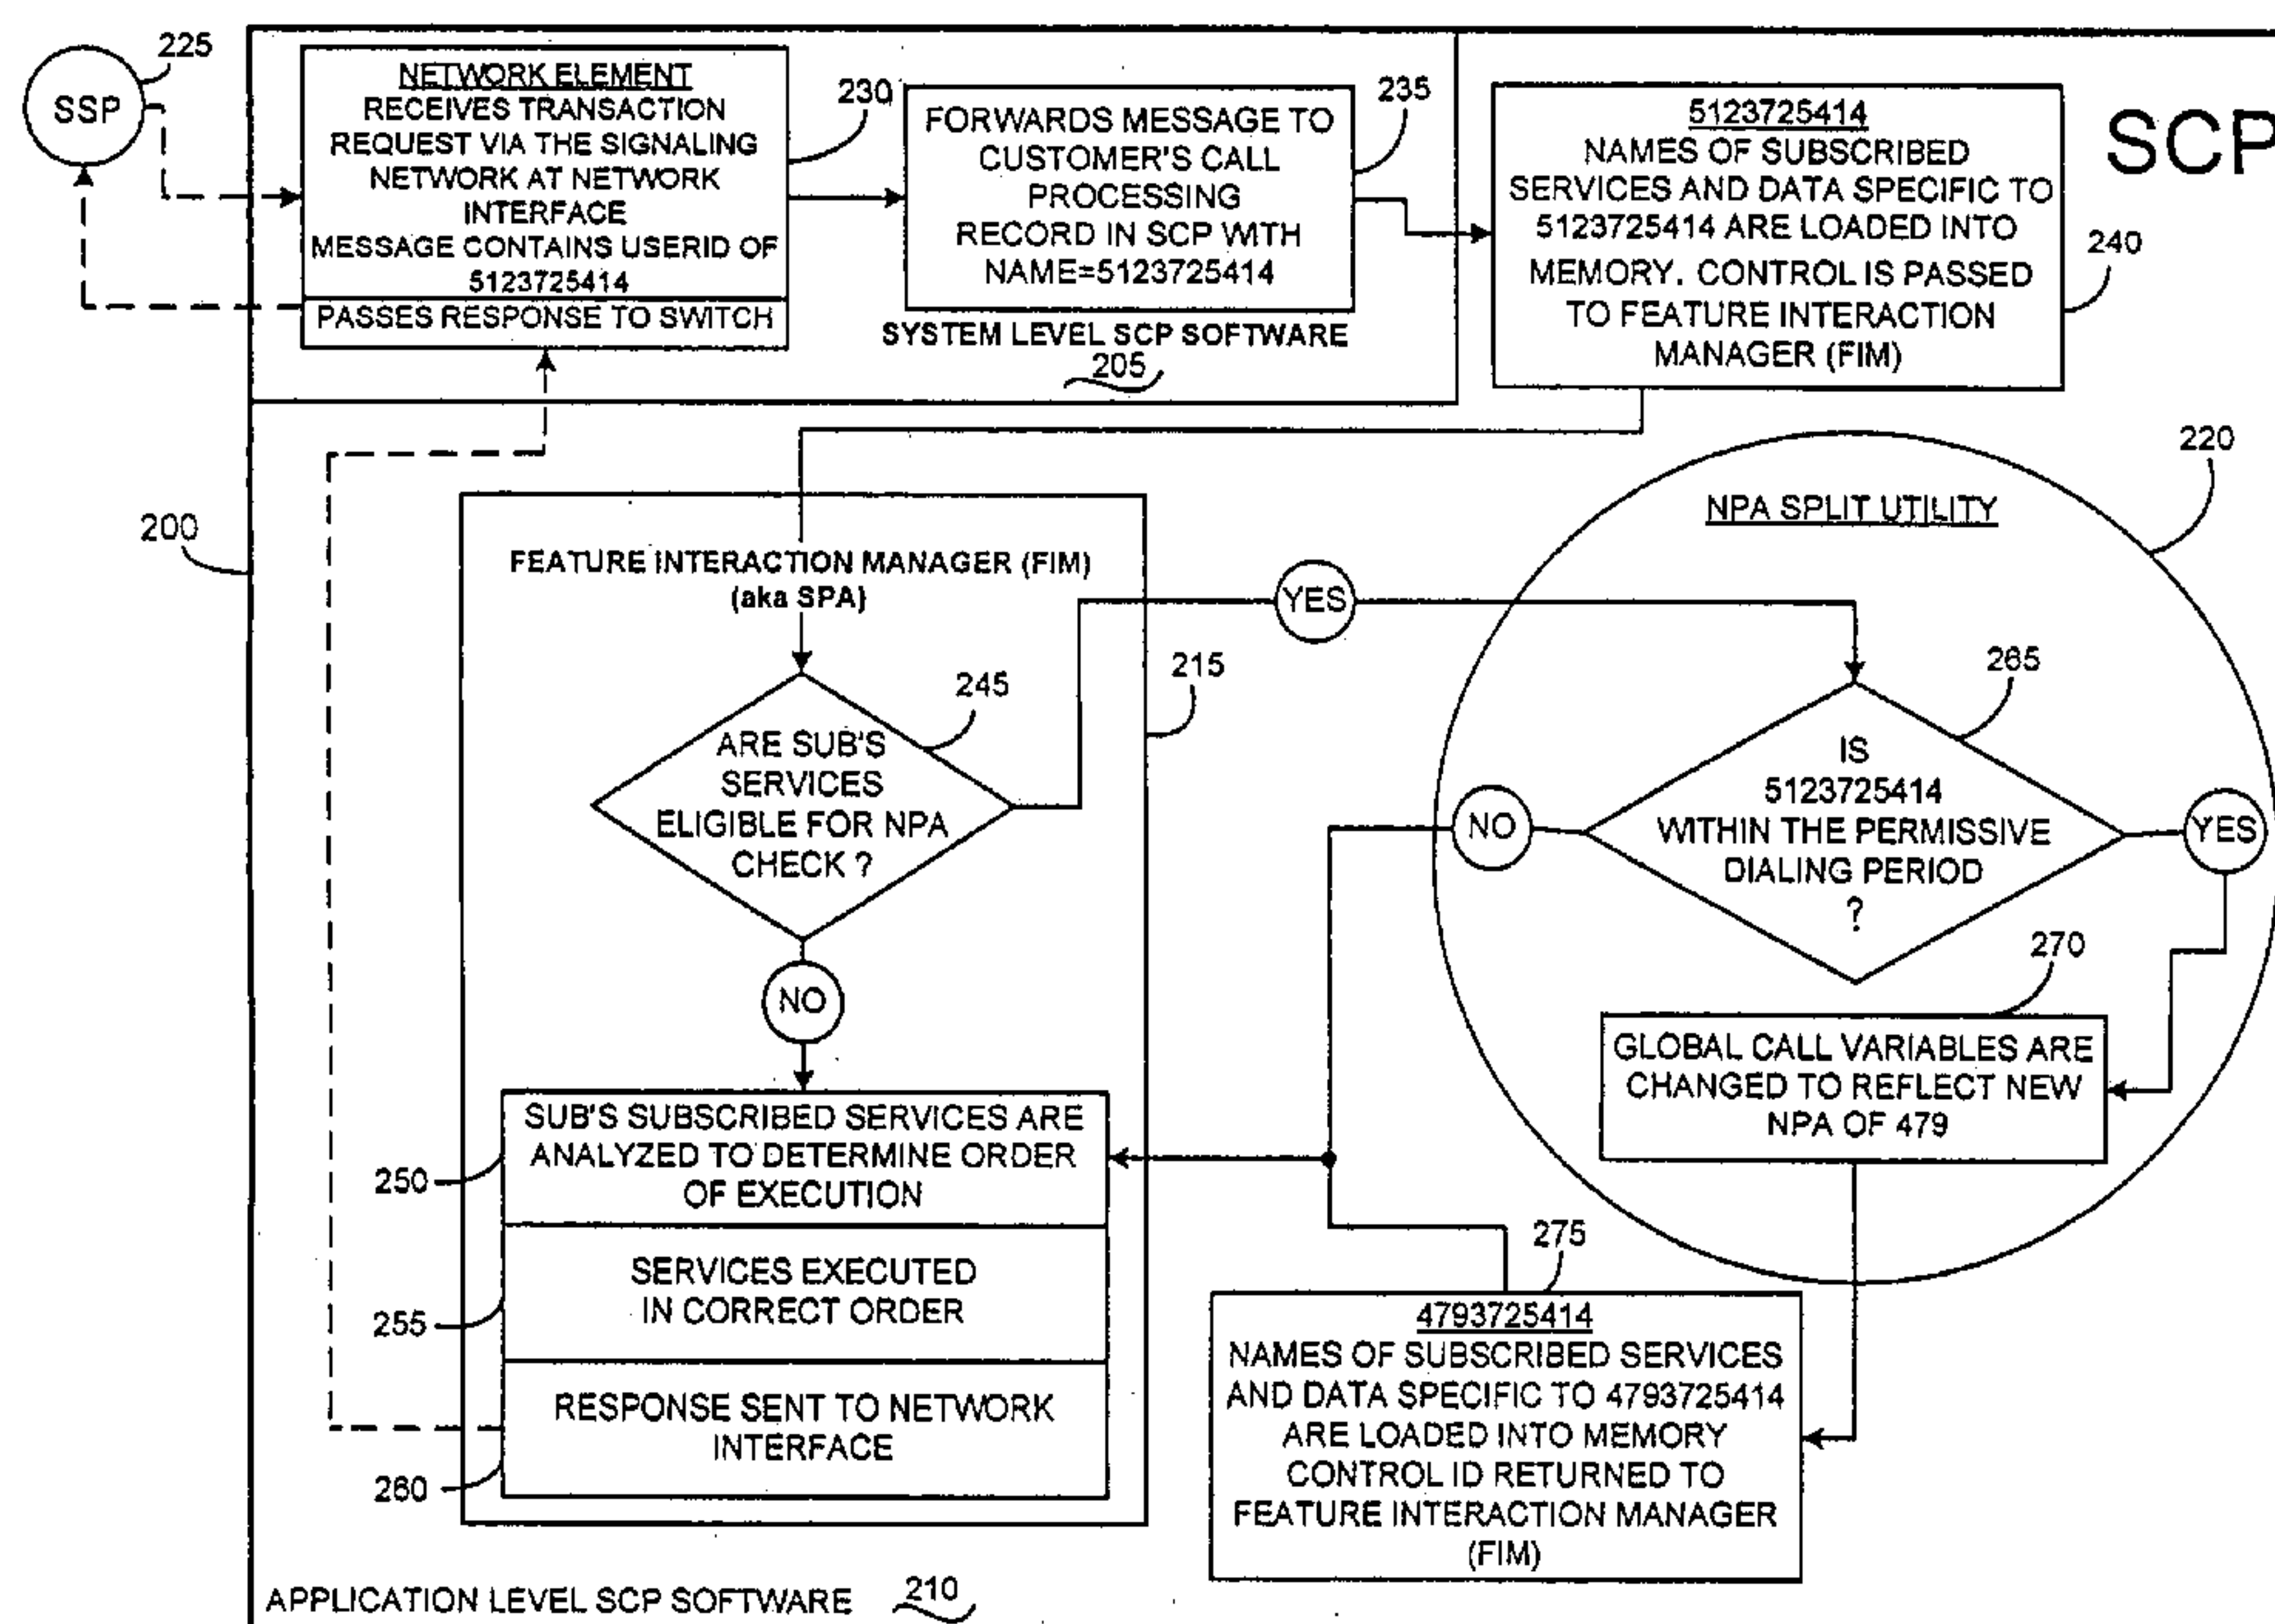 225
SSP
NETWORK ELEMENT
RECEIVES TRANSACTION
REQUEST VIA THE SIGNALING
NETWORK AT NETWORK
INTERFACE
MESSAGE CONTAINS USERID OF
5123725414
PASSES RESPONSE TO SWITCH
230
FORWARDS MESSAGE TO
CUSTOMER'S CALL
PROCESSING
RECORD IN SCP WITH
NAME=5123725414
SYSTEM LEVEL SCP SOFTWARE
205
235
5123725414
NAMES OF SUBSCRIBED
SERVICES AND DATA SPECIFIC TO
5123725414 ARE LOADED INTO
MEMORY. CONTROL IS PASSED
TO FEATURE INTERACTION
MANAGER (FIM)
SCP
240
200
FEATURE INTERACTION MANAGER (FIM)
(aka SPA)
YES
215
245
ARE SUB'S
SERVICES
ELIGIBLE FOR NPA
CHECK ?
NO
220
NPA SPLIT UTILITY
265
IS
5123725414
WITHIN THE PERMISSIVE
DIALING PERIOD
?
NO
YES
270
GLOBAL CALL VARIABLES ARE
CHANGED TO REFLECT NEW
NPA OF 479
SUB'S SUBSCRIBED SERVICES ARE
ANALYZED TO DETERMINE ORDER
OF EXECUTION
250
SERVICES EXECUTED
IN CORRECT ORDER
255
RESPONSE SENT TO NETWORK
INTERFACE
260
275
4793725414
NAMES OF SUBSCRIBED SERVICES
AND DATA SPECIFIC TO 4793725414
ARE LOADED INTO MEMORY
CONTROL ID RETURNED TO
FEATURE INTERACTION MANAGER
(FIM)
APPLICATION LEVEL SCP SOFTWARE
210